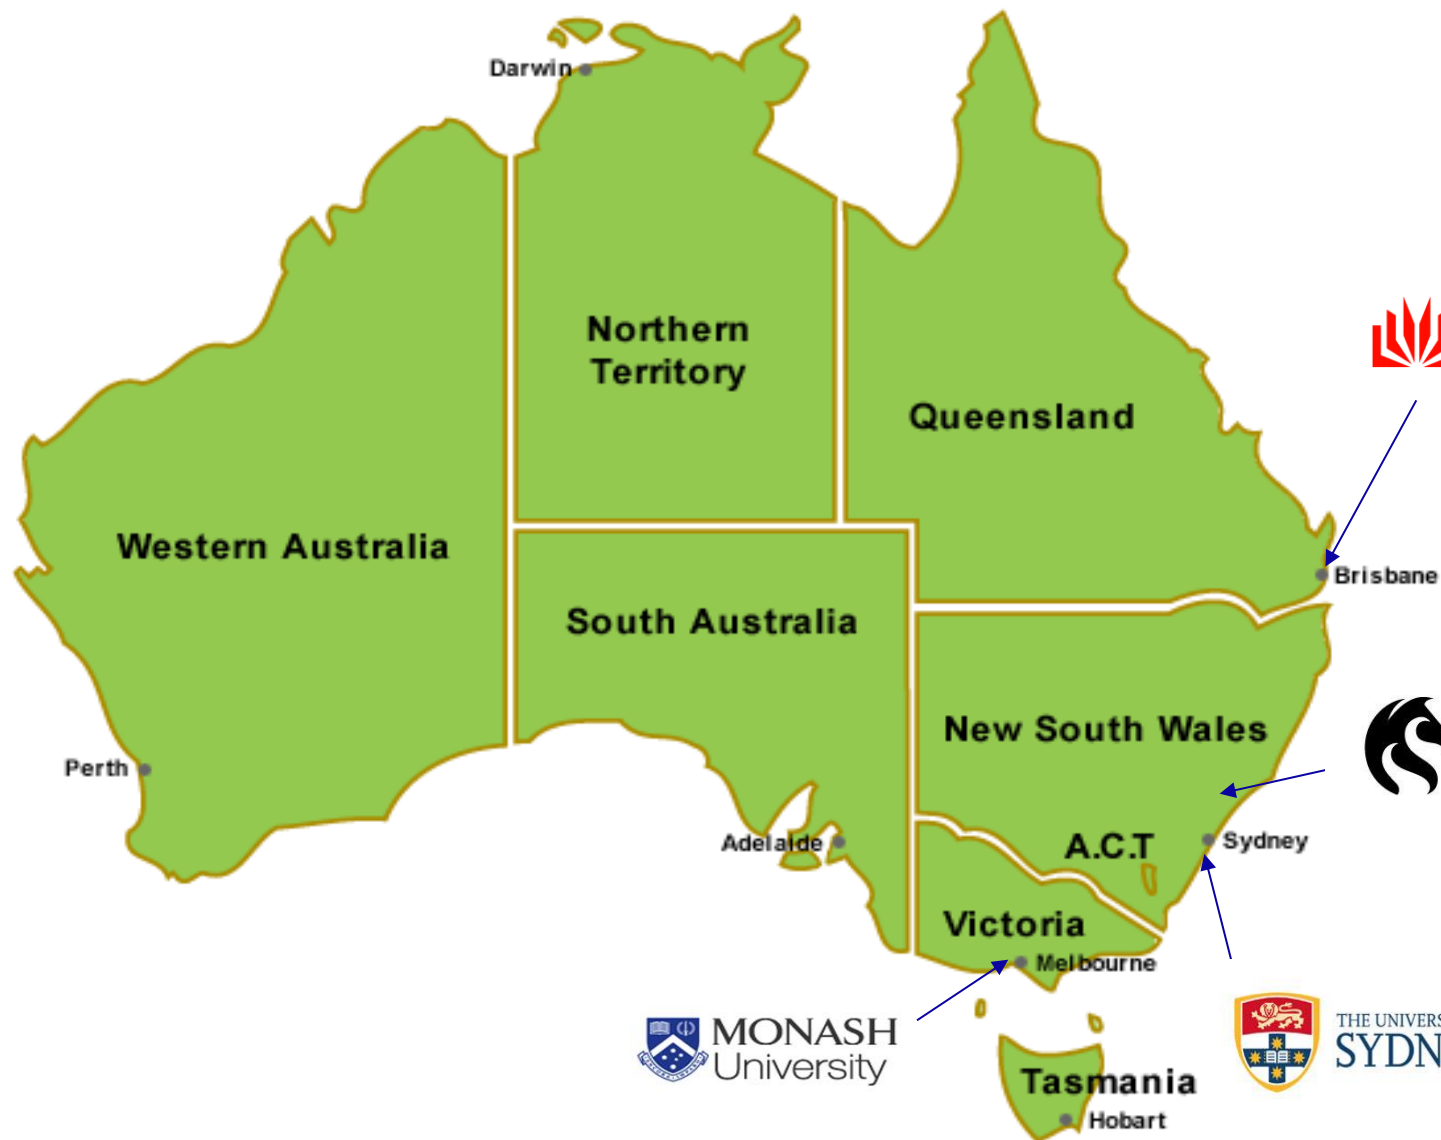 Darwin
Northern
Territory
Queensland
Western Australia
Brisbane
South Australia
New South Wales
Perth
Adelaide
A.C.T
Sydney
Victoria
Melbourne
MONASH
University
THE UNIVERS
SYDN
Tasmania
Hobart